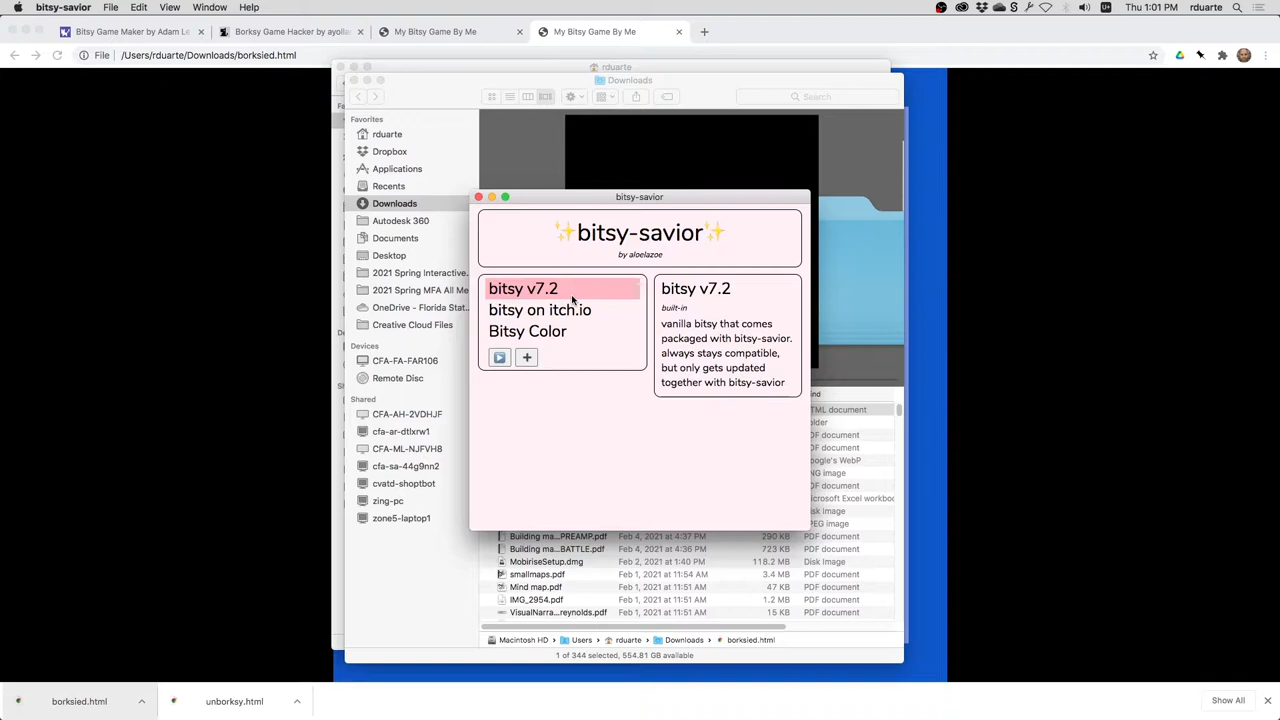 bitsy-savior File Edit View Window Help Thu 1:01 PM rduarte
Bitsy Game Maker by Adam Le Borksy Game Hacker by ayolla My Bitsy Game By Me My Bitsy Game By Me
File /Users/rduarte/Downloads/borksied.html
rduarte
Downloads
Search
Favorites
rduarte
Dropbox
Applications
Recents
Downloads
Autodesk 360
Documents
Desktop
2021 Spring Interactive..
2021 Spring MFA All Me
OneDrive – Florida Stat..
Creative Cloud Files
Devices
CFA-FA-FAR106
Remote Disc
Shared
CFA-AH-2VDHJF
cfa-ar-dtlxrw1
CFA-ML-NJFVH8
cfa-sa-44g9nn2
cvatd-shoptbot
zing-pc
zone5-laptop1
bitsy-savior
✨bitsy-savior✨
by aloelazoe
bitsy v7.2
bitsy on itch.io
Bitsy Color
bitsy v7.2
built-in
vanilla bitsy that comes
packaged with bitsy-savior.
always stays compatible,
but only gets updated
together with bitsy-savior
ind
TML document
older
DF document
DF document
oogle's WebP
NG image
DF document
icrosoft Excel workboo
isk Image
PEG image
Building ma...PREAMP.pdf Feb 4, 2021 at 4:37 PM 290 KB PDF document
Building ma...BATTLE.pdf Feb 4, 2021 at 4:36 PM 723 KB PDF document
MobiriseSetup.dmg Feb 2, 2021 at 1:40 PM 118.2 MB Disk Image
smallmaps.pdf Feb 1, 2021 at 11:54 AM 3.4 MB PDF document
Mind map.pdf Feb 1, 2021 at 11:51 AM 47 KB PDF document
IMG_2954.pdf Feb 1, 2021 at 11:51 AM 1.2 MB PDF document
VisualNarra...reynolds.pdf Feb 1, 2021 at 11:51 AM 15 KB PDF document
Macintosh HD › Users › rduarte › Downloads › borksied.html
1 of 344 selected, 554.81 GB available
borksied.html unborksy.html Show All